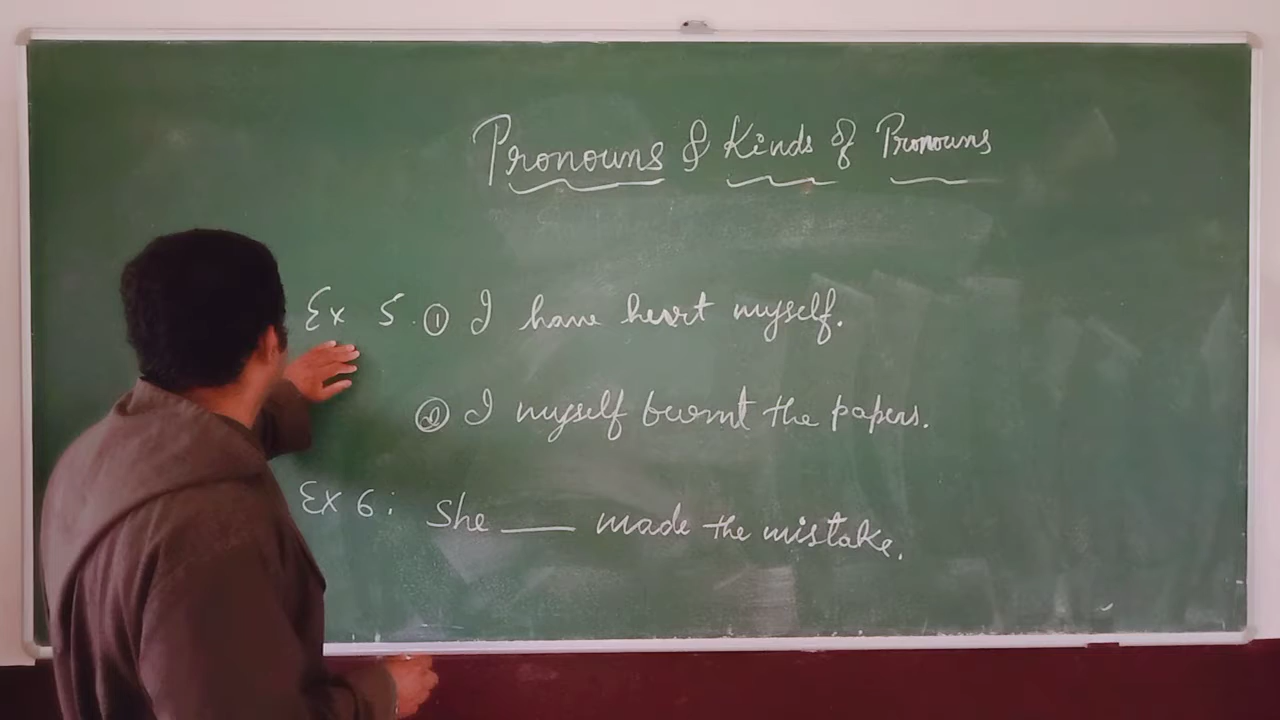 Pronouns & Kinds of Pronouns
Ex 5. ① I have heurt myself.
② I myself burnt the papers.
Ex 6: She ___ made the mistake.